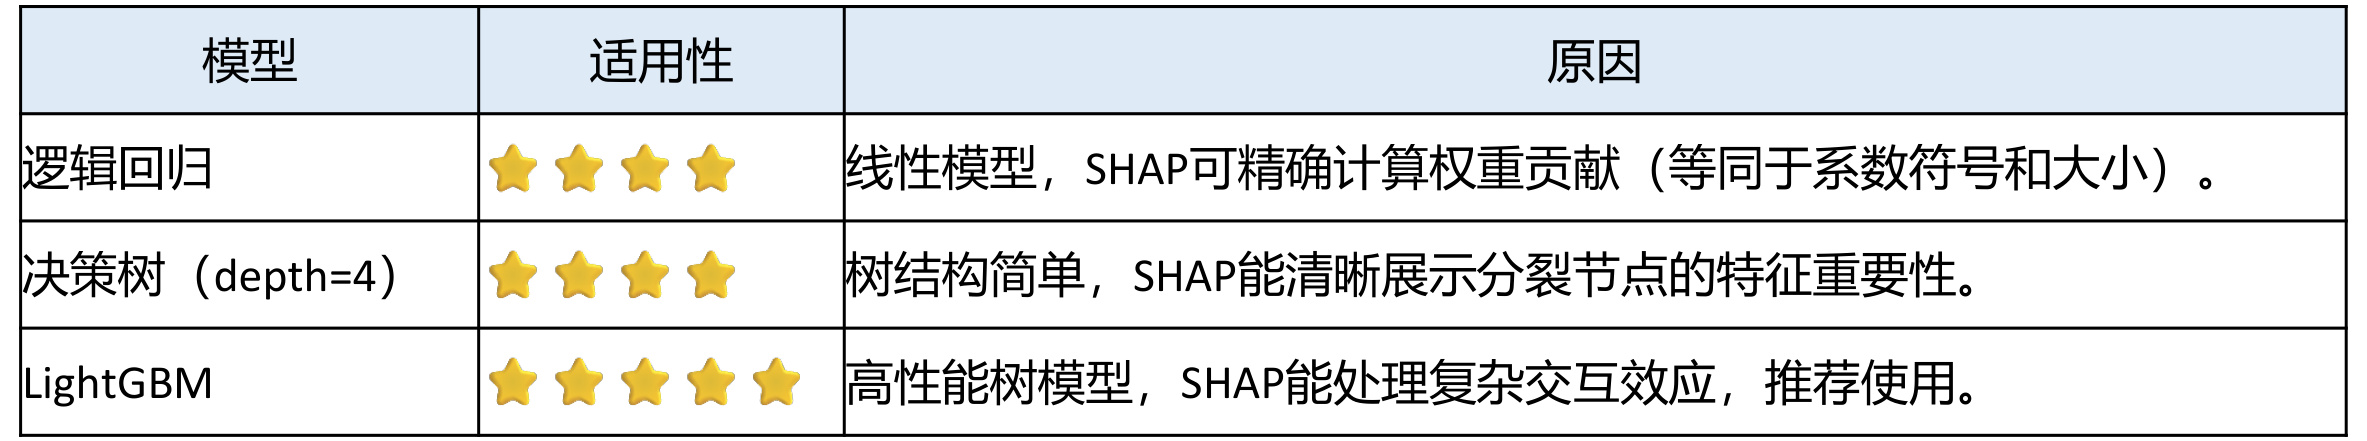 模型 适用性 原因
逻辑回归 ⭐⭐⭐⭐ 线性模型，SHAP可精确计算权重贡献（等同于系数符号和大小）。
决策树（depth=4） ⭐⭐⭐⭐ 树结构简单，SHAP能清晰展示分裂节点的特征重要性。
LightGBM ⭐⭐⭐⭐⭐ 高性能树模型，SHAP能处理复杂交互效应，推荐使用。